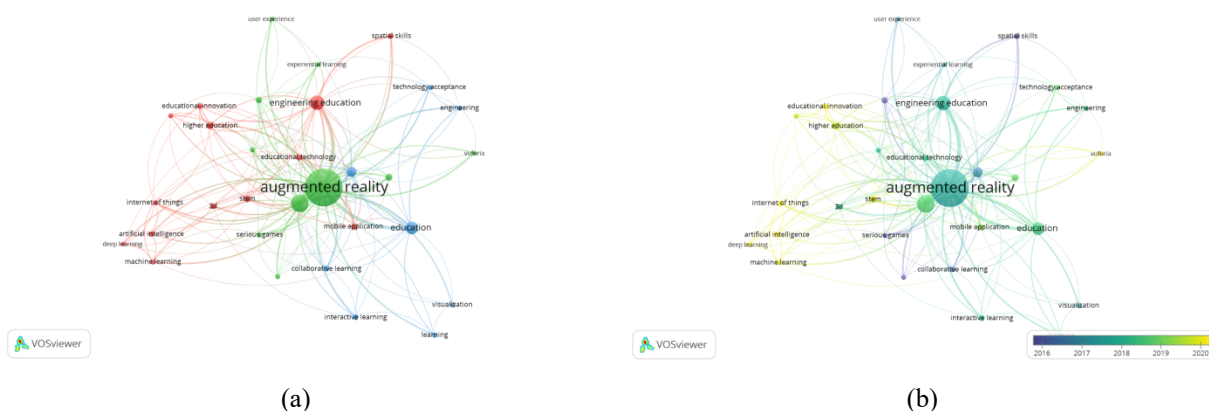 user experience
spatial skills
experiential learning
technology acceptance
educational innovation
engineering education
engineering
higher education
educational technology
vuforia
augmented reality
stem
internet of things
mobile application
education
artificial intelligence
serious games
deep learning
machine learning
collaborative learning
visualization
interactive learning
learning
VOSviewer
(a)
user experience
spatial skills
experiential learning
technology acceptance
educational innovation
engineering education
engineering
higher education
educational technology
vuforia
augmented reality
stem
internet of things
mobile application
education
artificial intelligence
serious games
deep learning
machine learning
collaborative learning
visualization
interactive learning
VOSviewer
2016 2017 2018 2019 2020
(b)